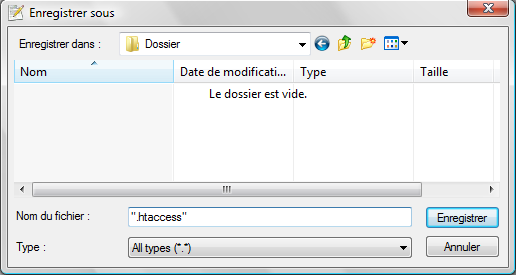 Enregistrer sous
Enregistrer dans : Dossier
Nom Date de modificati... Type Taille
Le dossier est vide.
Nom du fichier : ".htaccess" Enregistrer
Type : All types (*.*) Annuler